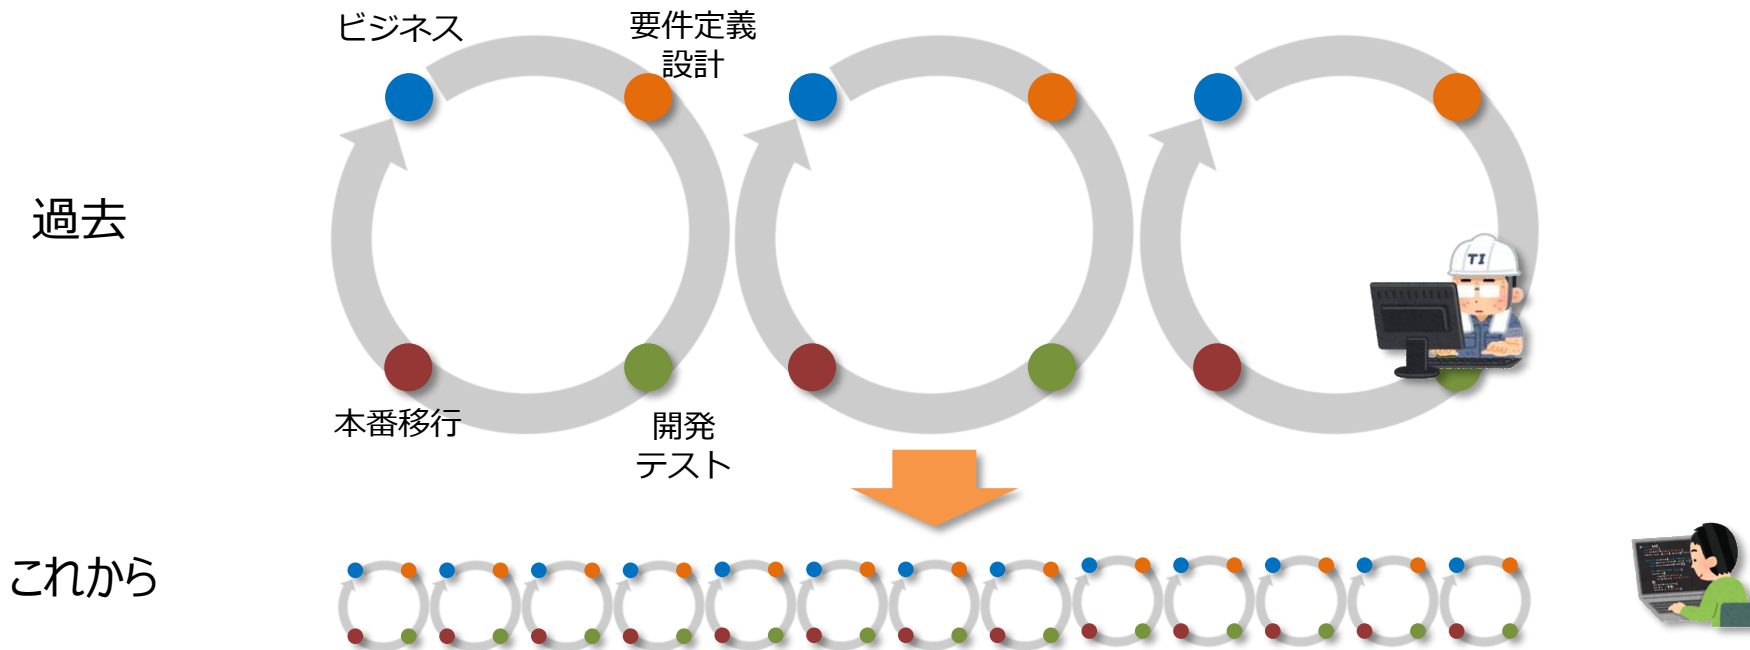 ビジネス
要件定義
設計
過去
TI
本番移行
開発
テスト
これから